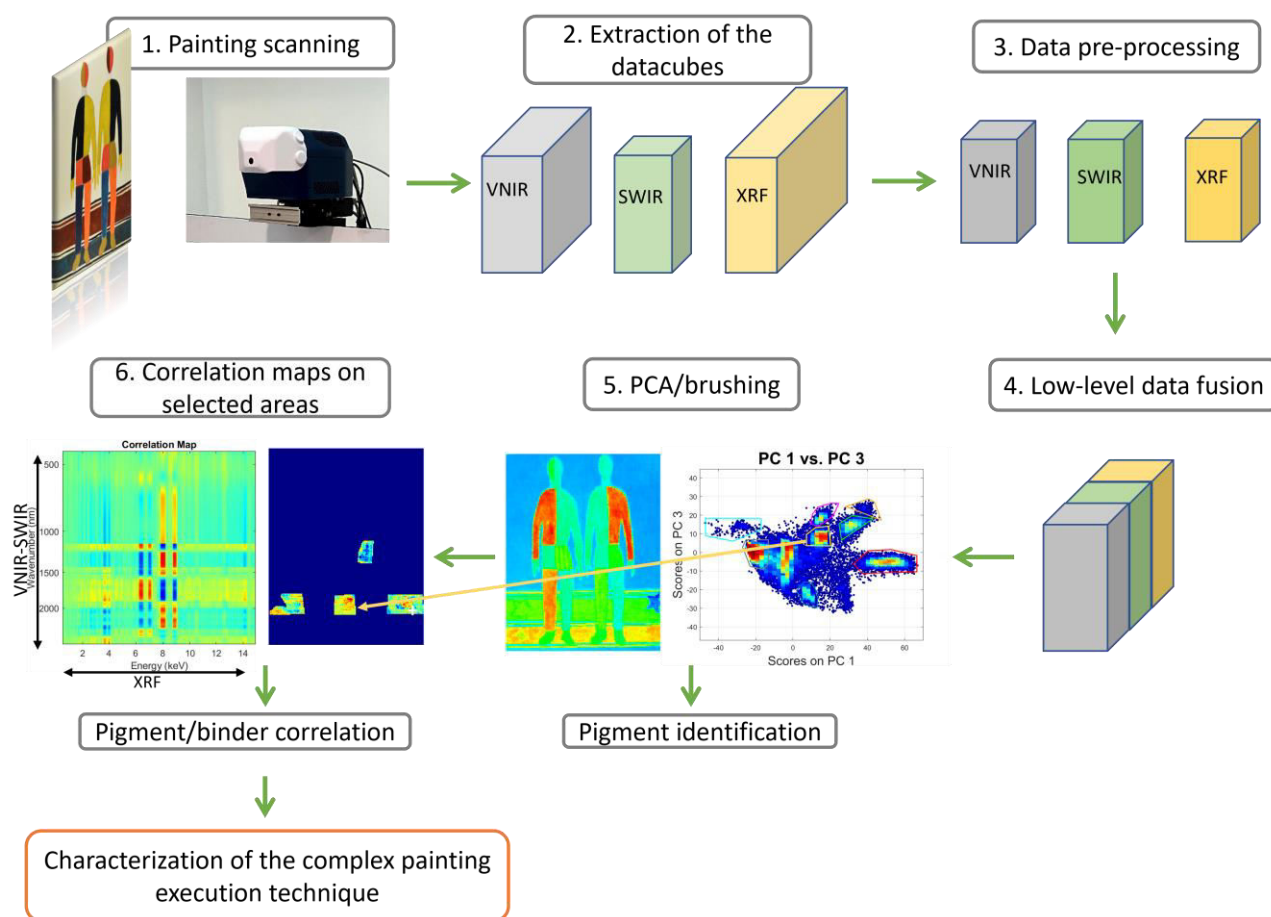 1. Painting scanning
2. Extraction of the
datacubes
3. Data pre-processing
VNIR
SWIR
XRF
VNIR
SWIR
XRF
6. Correlation maps on
selected areas
5. PCA/brushing
4. Low-level data fusion
Correlation Map
VNIR-SWIR
Wavenumber (nm)
500
1000
1500
2000
2 4 6 8 10 12 14
Energy (keV)
XRF
PC 1 vs. PC 3
Scores on PC 3
40
30
20
10
0
-10
-20
-30
-40
-40 -20 0 20 40 60
Scores on PC 1
Pigment/binder correlation
Pigment identification
Characterization of the complex painting
execution technique